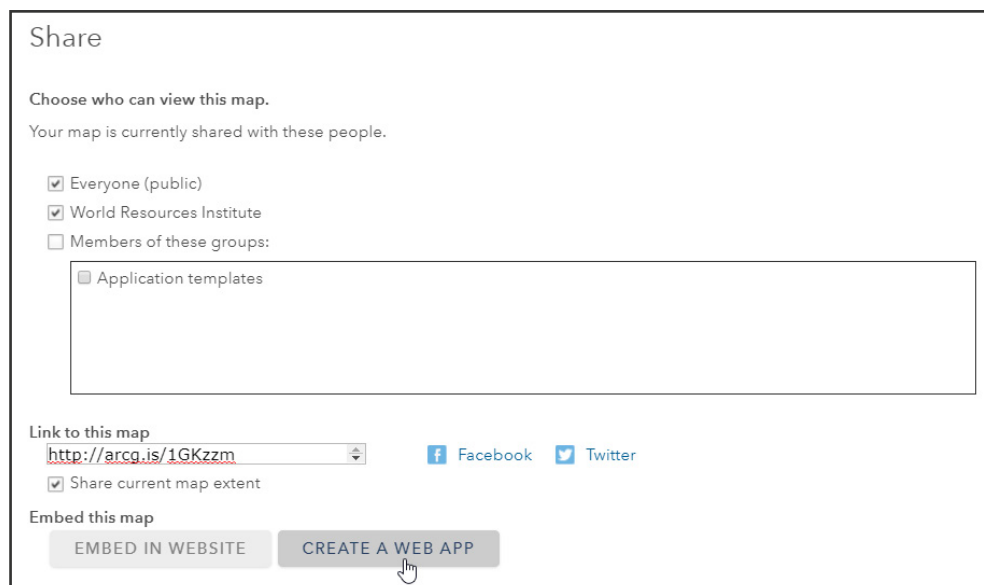 Share
Choose who can view this map.
Your map is currently shared with these people.
Everyone (public)
World Resources Institute
Members of these groups:
Application templates
Link to this map
http://arcg.is/1GKzzm
Facebook Twitter
Share current map extent
Embed this map
EMBED IN WEBSITE CREATE A WEB APP